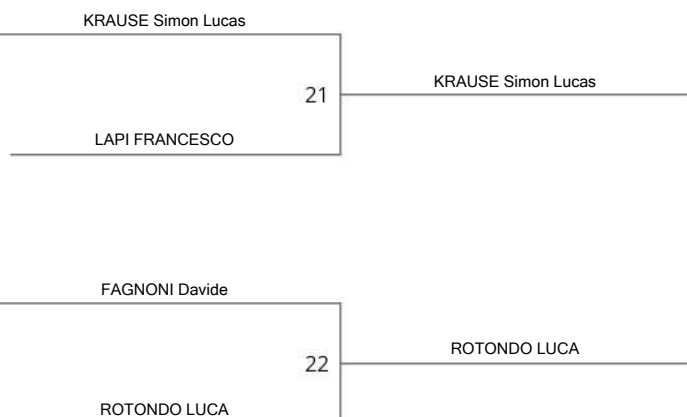 KRAUSE Simon Lucas
21
KRAUSE Simon Lucas
LAPI FRANCESCO
FAGNONI Davide
22
ROTONDO LUCA
ROTONDO LUCA